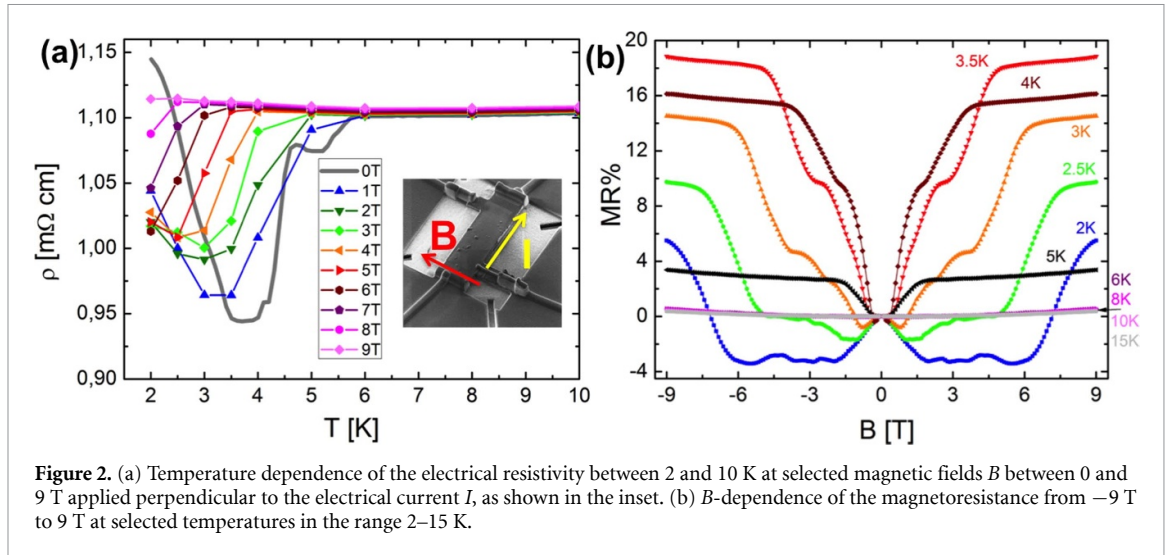 (a)
1,15
1,10
1,05
1,00
0,95
0,90
ρ [mΩ cm]
2 3 4 5 6 7 8 9 10
T [K]
0T
1T
2T
3T
4T
5T
6T
7T
8T
9T
B
I
(b)
20
16
12
8
4
0
-4
MR%
-9 -6 -3 0 3 6 9
B [T]
3.5K
4K
3K
2.5K
2K
5K
6K
8K
10K
15K
Figure 2. (a) Temperature dependence of the electrical resistivity between 2 and 10 K at selected magnetic fields B between 0 and
9 T applied perpendicular to the electrical current I, as shown in the inset. (b) B-dependence of the magnetoresistance from −9 T
to 9 T at selected temperatures in the range 2–15 K.